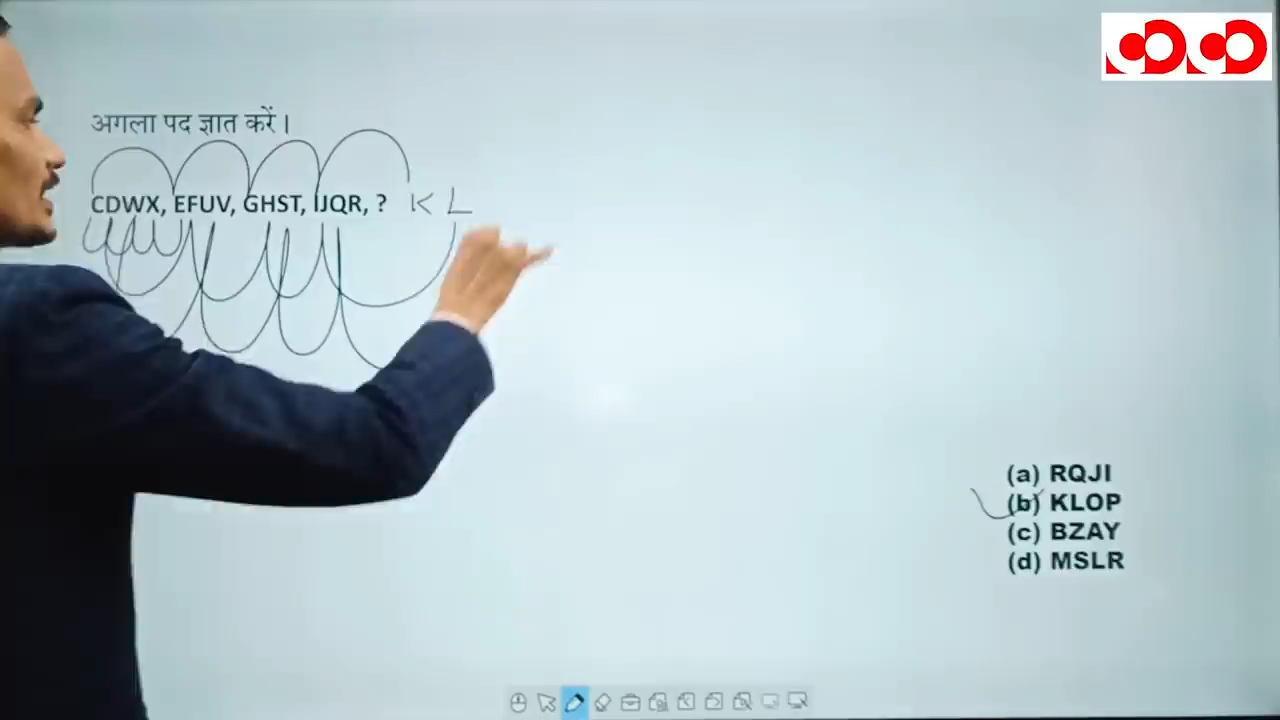 अगला पद ज्ञात करें।
CDWX, EFUV, GHST, IJQR, ? K L
(a) RQJI
(b) KLOP
(c) BZAY
(d) MSLR